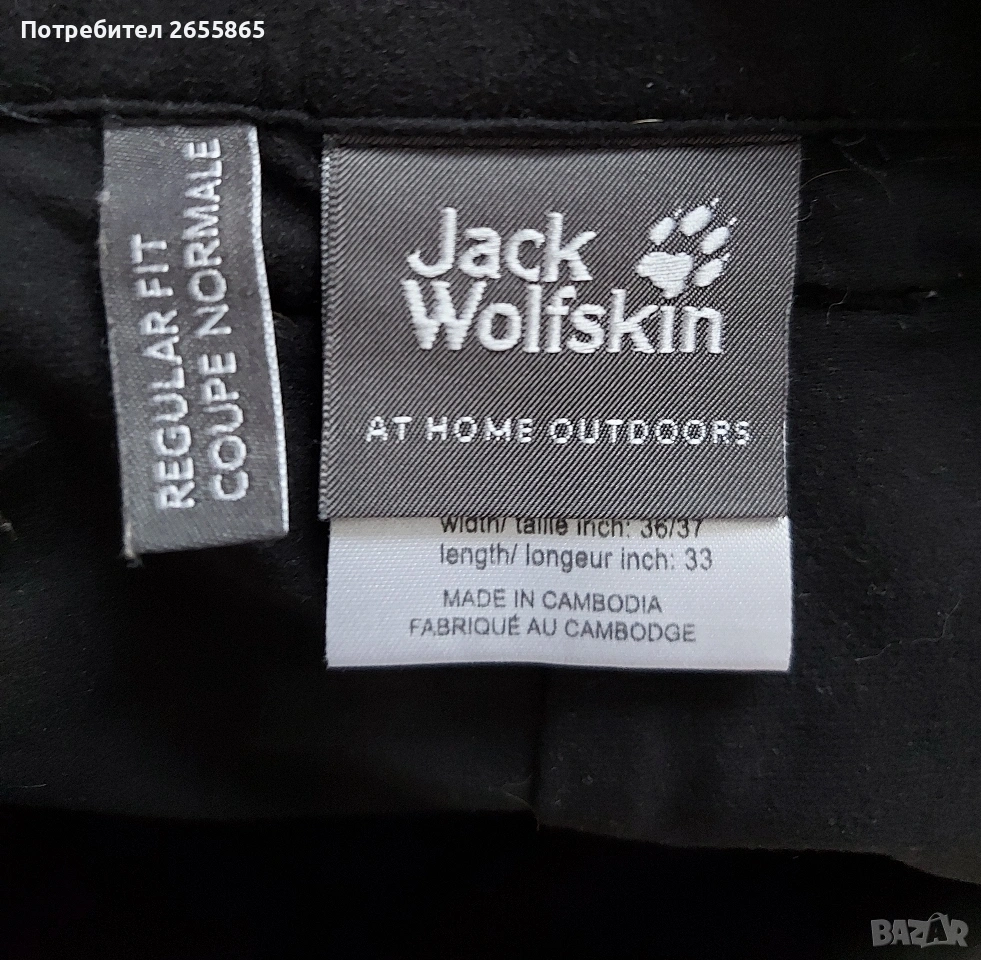 Потребител 2655865
REGULAR FIT
COUPE NORMALE
Jack
Wolfskin
AT HOME OUTDOORS
width/ taille inch: 36/37
length/ longeur inch: 33
MADE IN CAMBODIA
FABRIQUÉ AU CAMBODGE
BAZAR